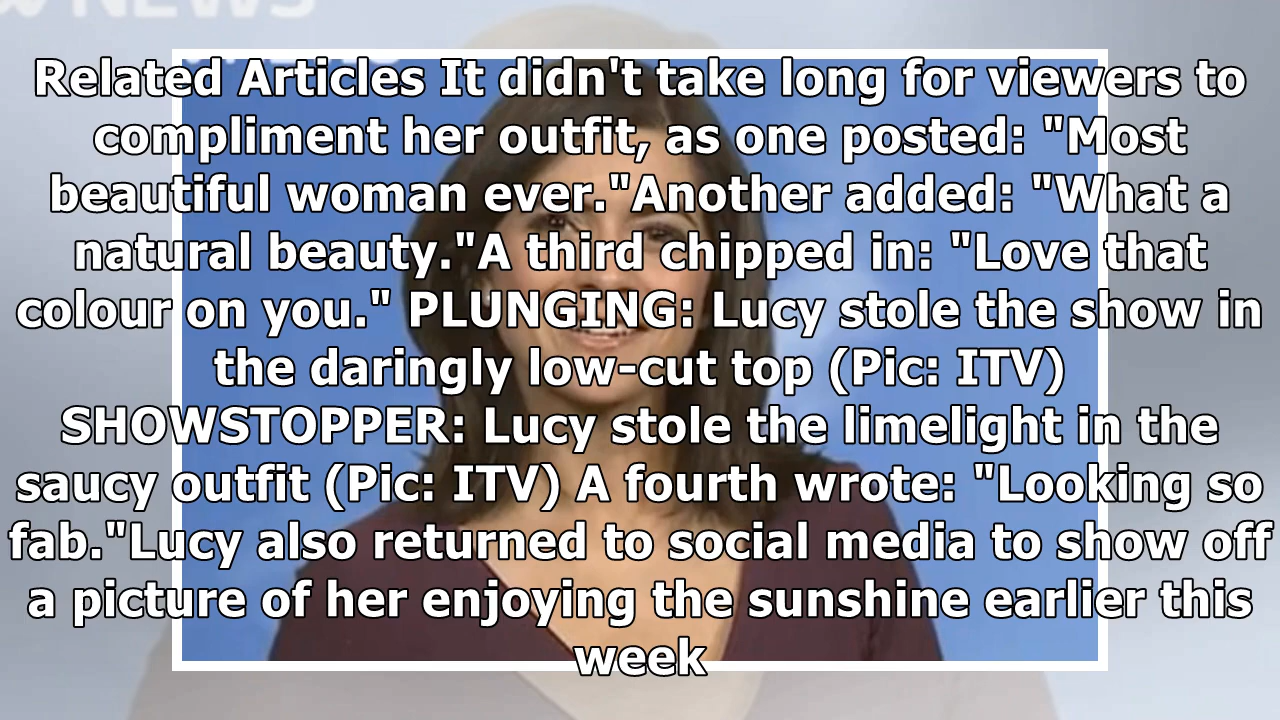 NEWS
Related Articles It didn't take long for viewers to
compliment her outfit, as one posted: "Most
beautiful woman ever."Another added: "What a
natural beauty."A third chipped in: "Love that
colour on you." PLUNGING: Lucy stole the show in
the daringly low-cut top (Pic: ITV)
SHOWSTOPPER: Lucy stole the limelight in the
saucy outfit (Pic: ITV) A fourth wrote: "Looking so
fab."Lucy also returned to social media to show off
a picture of her enjoying the sunshine earlier this
week